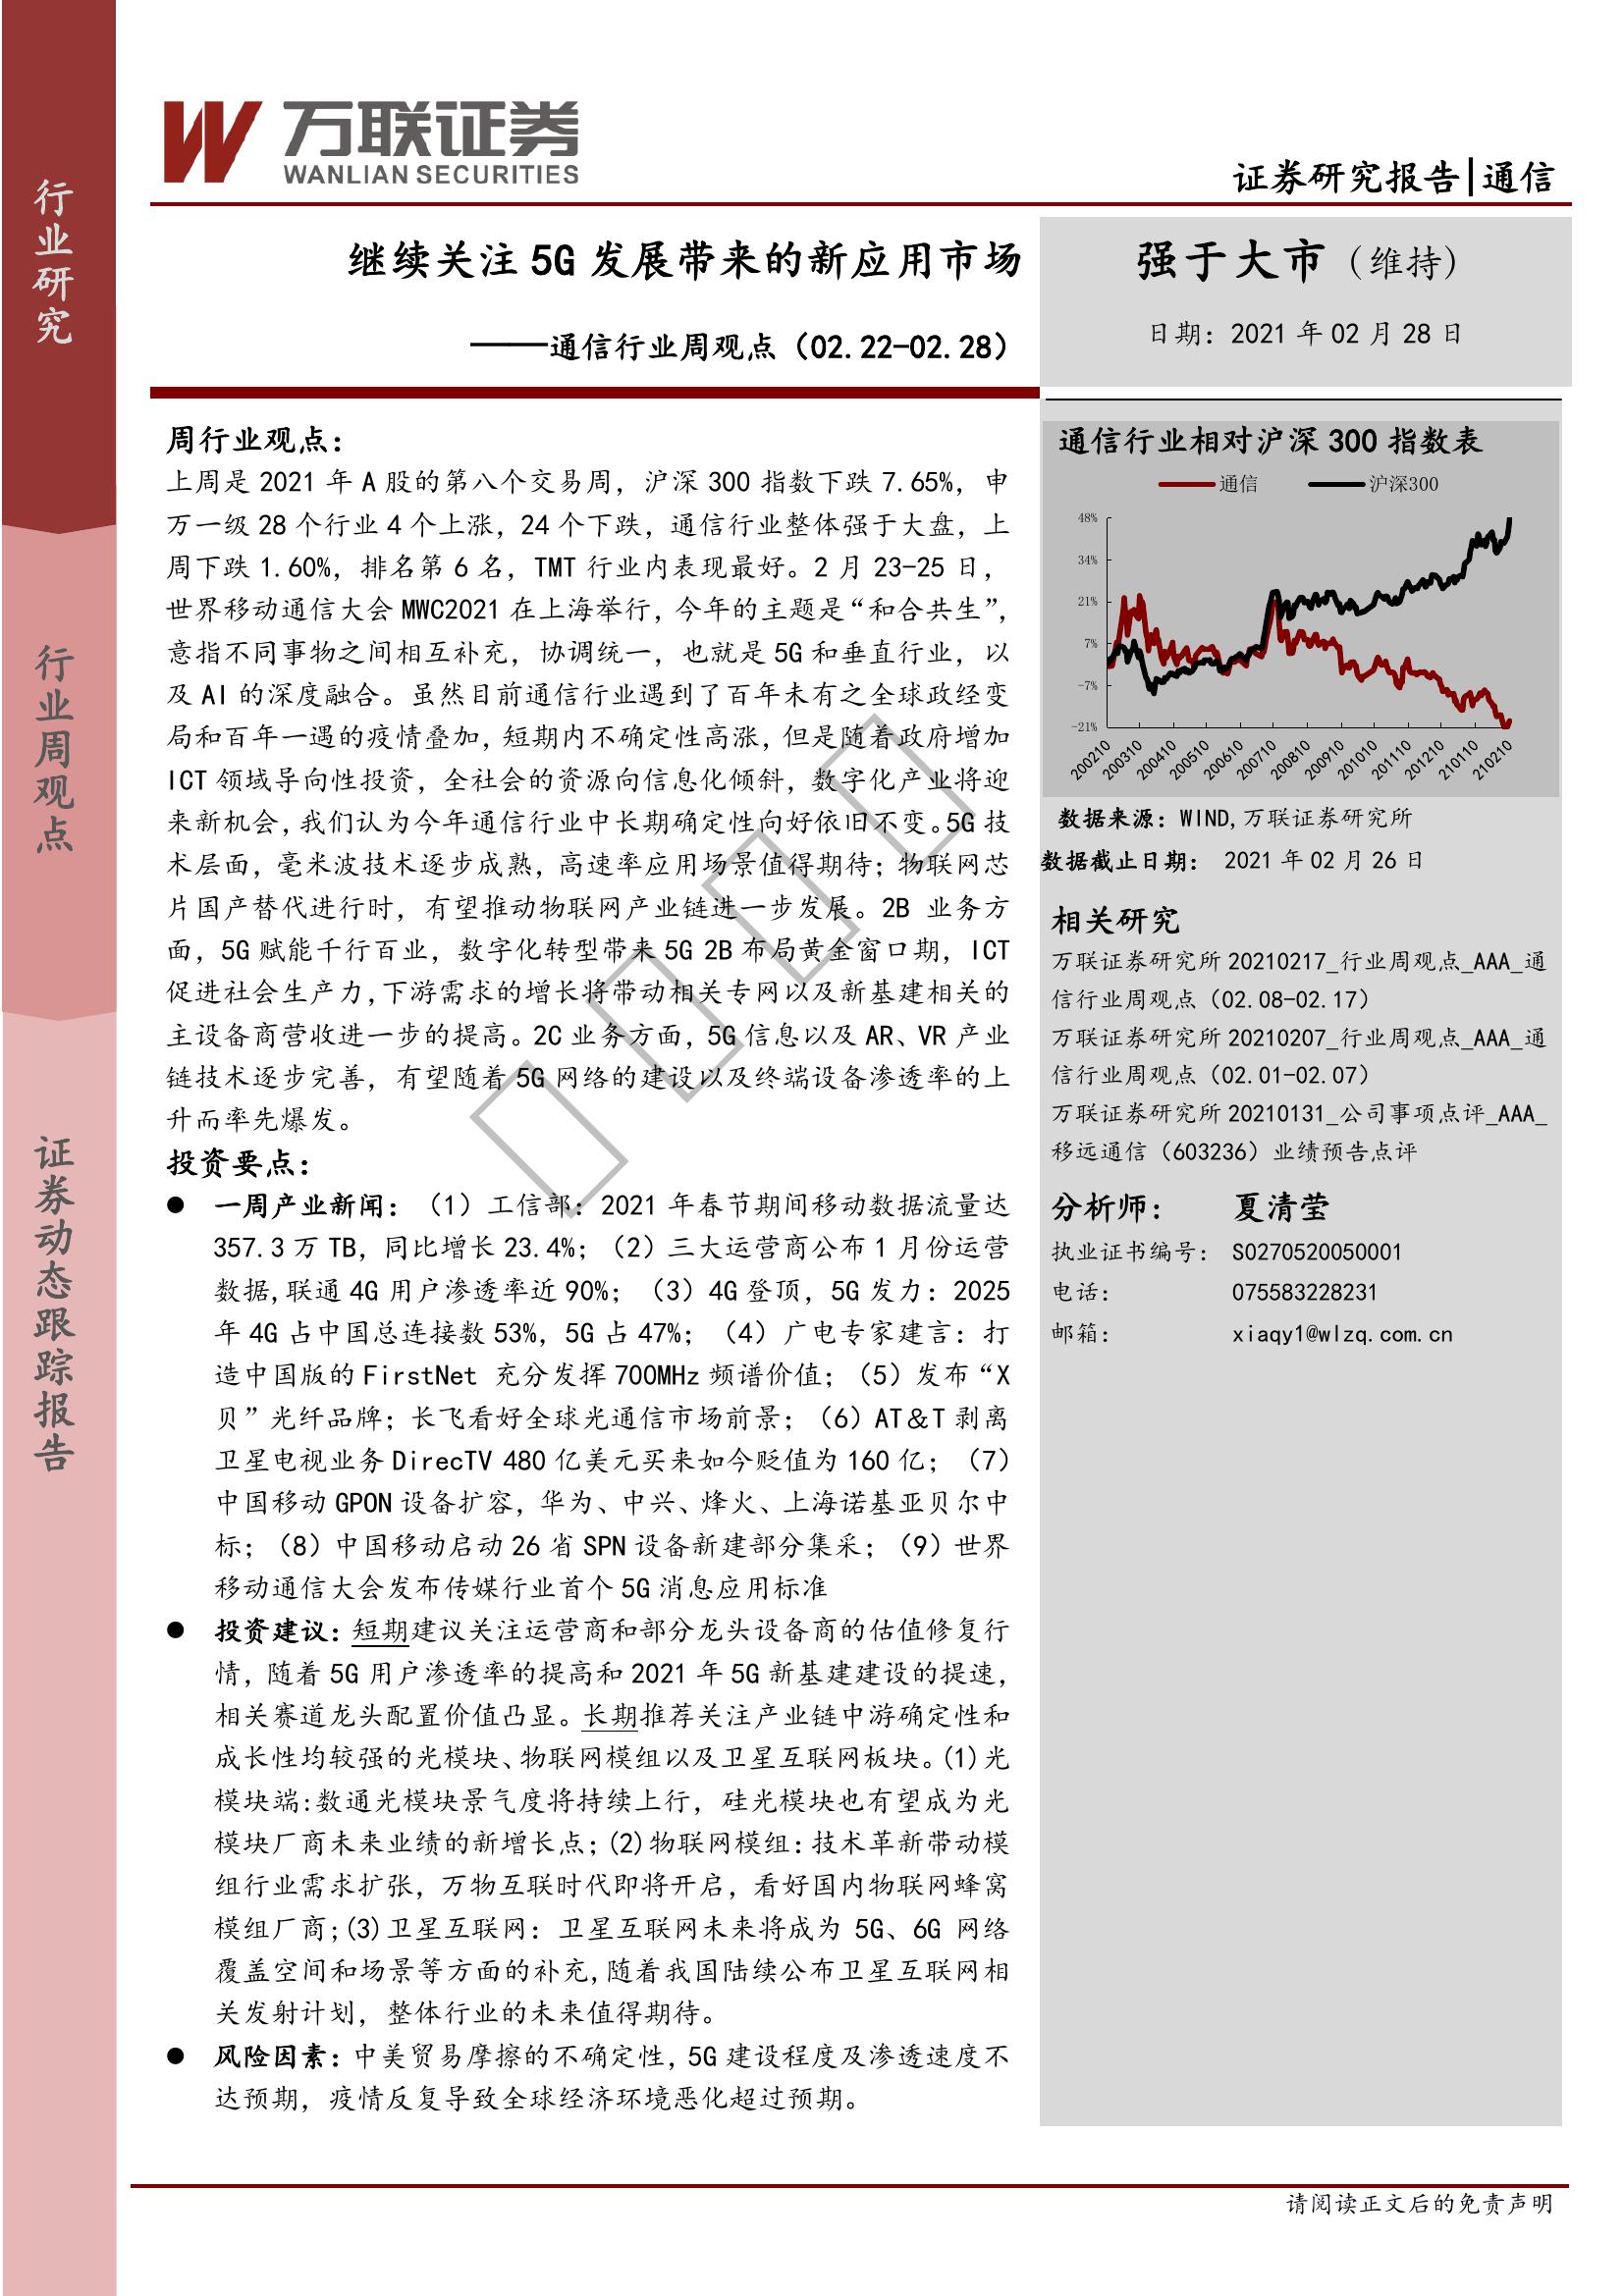 行业研究
行业周观点
证券动态跟踪报告
万联证券
WANLIAN SECURITIES
证券研究报告|通信
继续关注 5G 发展带来的新应用市场
——通信行业周观点（02.22-02.28）
强于大市（维持）
日期：2021 年 02 月 28 日
周行业观点：
上周是 2021 年 A 股的第八个交易周，沪深 300 指数下跌 7.65%，申
万一级 28 个行业 4 个上涨，24 个下跌，通信行业整体强于大盘，上
周下跌 1.60%，排名第 6 名，TMT 行业内表现最好。2 月 23-25 日，
世界移动通信大会 MWC2021 在上海举行，今年的主题是“和合共生”，
意指不同事物之间相互补充，协调统一，也就是 5G 和垂直行业，以
及 AI 的深度融合。虽然目前通信行业遇到了百年未有之全球政经变
局和百年一遇的疫情叠加，短期内不确定性高涨，但是随着政府增加
ICT 领域导向性投资，全社会的资源向信息化倾斜，数字化产业将迎
来新机会，我们认为今年通信行业中长期确定性向好依旧不变。5G 技
术层面，毫米波技术逐步成熟，高速率应用场景值得期待；物联网芯
片国产替代进行时，有望推动物联网产业链进一步发展。2B 业务方
面，5G 赋能千行百业，数字化转型带来 5G 2B 布局黄金窗口期，ICT
促进社会生产力，下游需求的增长将带动相关专网以及新基建相关的
主设备商营收进一步的提高。2C 业务方面，5G 信息以及 AR、VR 产业
链技术逐步完善，有望随着 5G 网络的建设以及终端设备渗透率的上
升而率先爆发。
投资要点：
● 一周产业新闻：（1）工信部：2021 年春节期间移动数据流量达
357.3 万 TB，同比增长 23.4%；（2）三大运营商公布 1 月份运营
数据,联通 4G 用户渗透率近 90%；（3）4G 登顶，5G 发力：2025
年 4G 占中国总连接数 53%，5G 占 47%；（4）广电专家建言：打
造中国版的 FirstNet 充分发挥 700MHz 频谱价值；（5）发布“X
贝”光纤品牌；长飞看好全球光通信市场前景；（6）AT＆T 剥离
卫星电视业务 DirecTV 480 亿美元买来如今贬值为 160 亿；（7）
中国移动 GPON 设备扩容，华为、中兴、烽火、上海诺基亚贝尔中
标；（8）中国移动启动 26 省 SPN 设备新建部分集采；（9）世界
移动通信大会发布传媒行业首个 5G 消息应用标准
● 投资建议：短期建议关注运营商和部分龙头设备商的估值修复行
情，随着 5G 用户渗透率的提高和 2021 年 5G 新基建建设的提速，
相关赛道龙头配置价值凸显。长期推荐关注产业链中游确定性和
成长性均较强的光模块、物联网模组以及卫星互联网板块。(1)光
模块端:数通光模块景气度将持续上行，硅光模块也有望成为光
模块厂商未来业绩的新增长点；(2)物联网模组：技术革新带动模
组行业需求扩张，万物互联时代即将开启，看好国内物联网蜂窝
模组厂商;(3)卫星互联网：卫星互联网未来将成为 5G、6G 网络
覆盖空间和场景等方面的补充,随着我国陆续公布卫星互联网相
关发射计划，整体行业的未来值得期待。
● 风险因素：中美贸易摩擦的不确定性，5G 建设程度及渗透速度不
达预期，疫情反复导致全球经济环境恶化超过预期。
通信行业相对沪深 300 指数表
通信 沪深300
48%
34%
21%
7%
-7%
-21%
200210 200310 200410 200510 200610 200710 200810 200910 201010 201110 201210 210110 210210
数据来源：WIND,万联证券研究所
数据截止日期： 2021 年 02 月 26 日
相关研究
万联证券研究所 20210217_行业周观点_AAA_通
信行业周观点（02.08-02.17）
万联证券研究所 20210207_行业周观点_AAA_通
信行业周观点（02.01-02.07）
万联证券研究所 20210131_公司事项点评_AAA_
移远通信（603236）业绩预告点评
分析师： 夏清莹
执业证书编号： S0270520050001
电话： 075583228231
邮箱： xiaqy1@wlzq.com.cn
请阅读正文后的免责声明